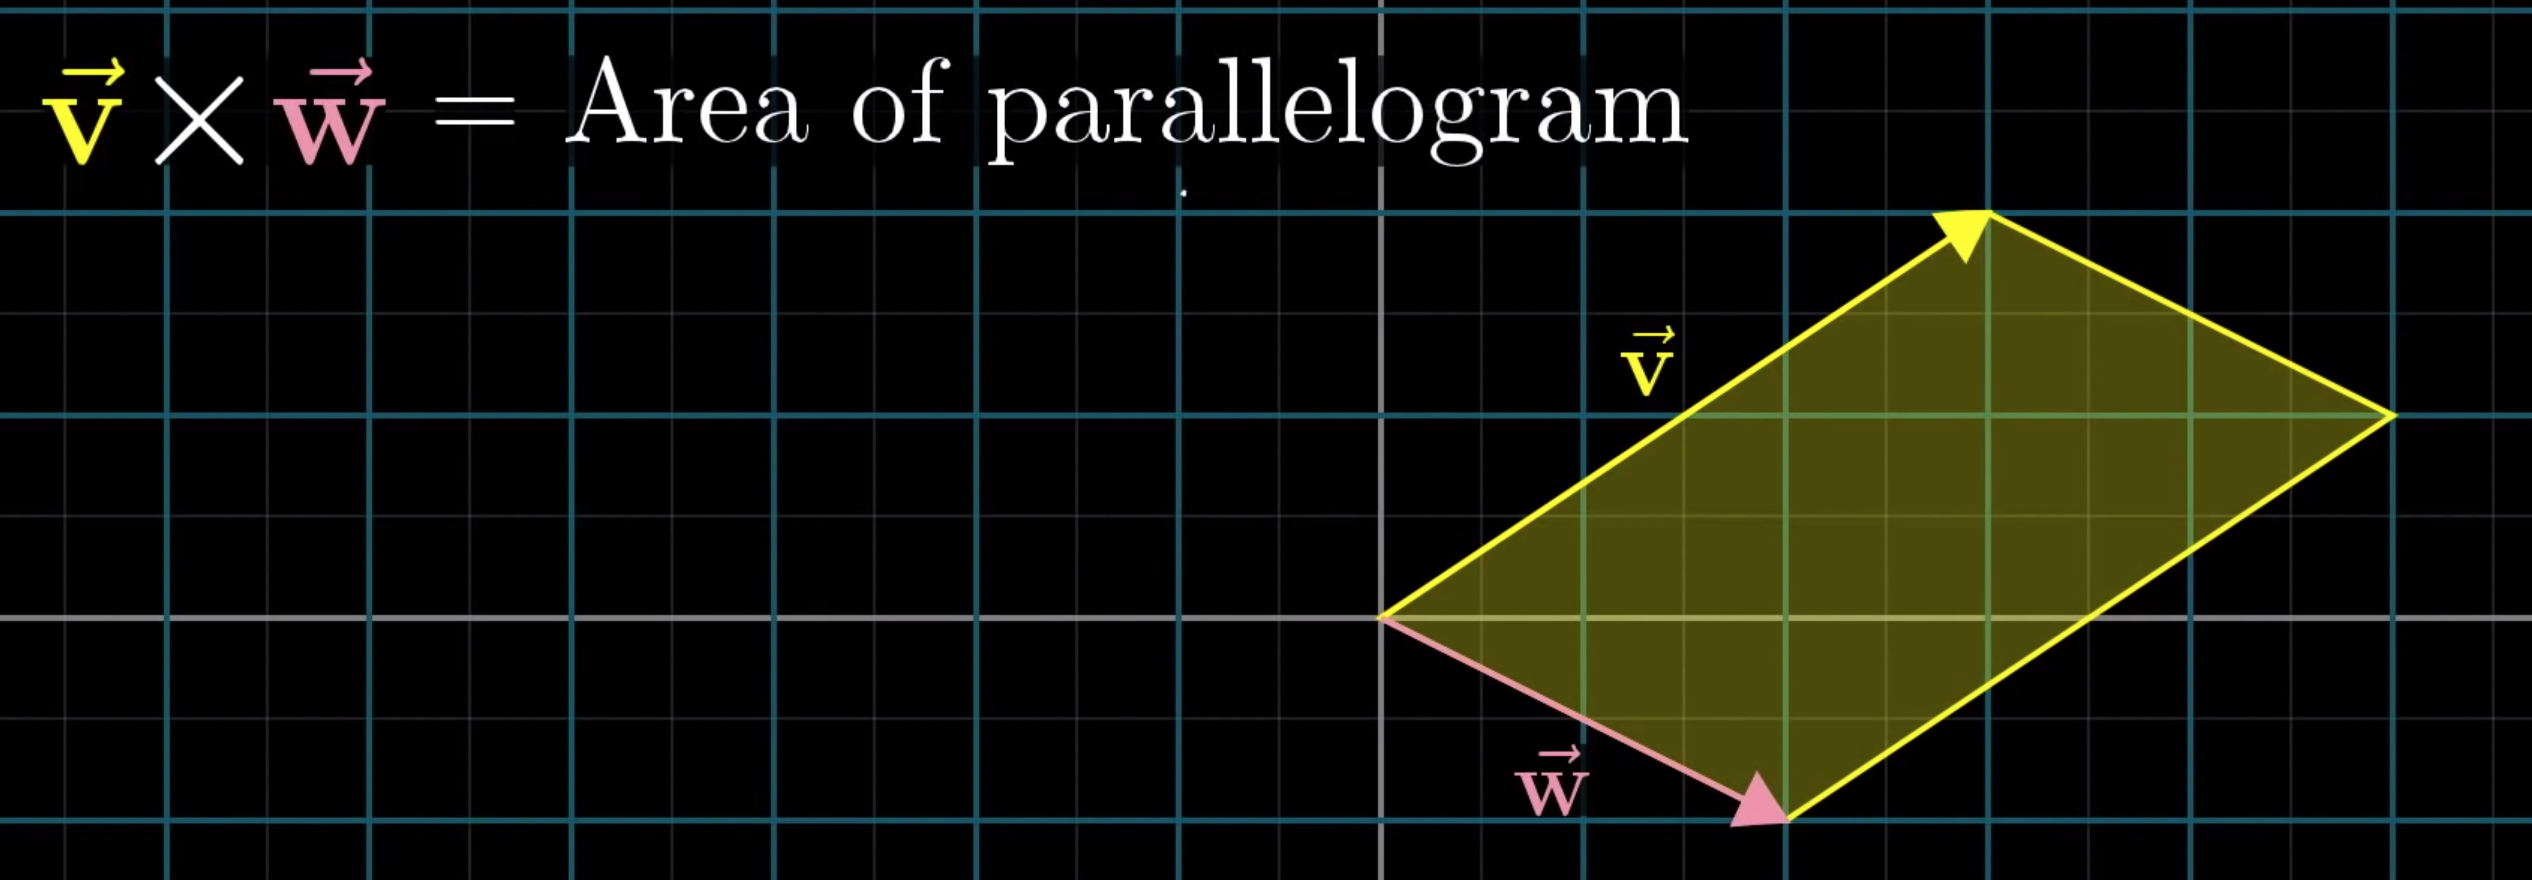 v⃗ × w⃗ = Area of parallelogram
v⃗
w⃗